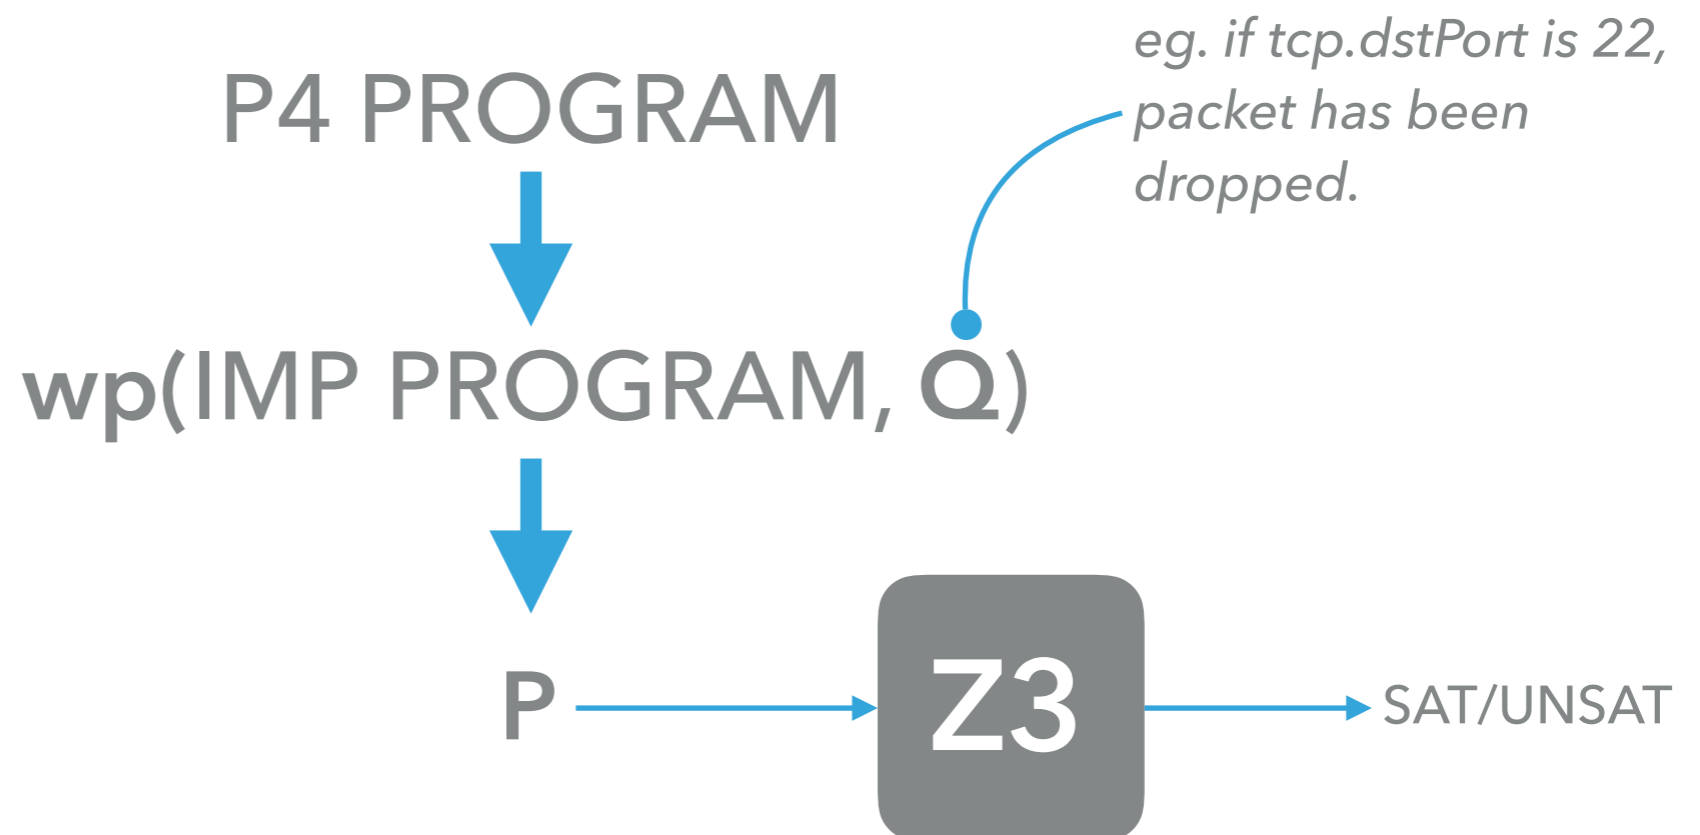 eg. if tcp.dstPort is 22,
packet has been
dropped.
P4 PROGRAM
wp(IMP PROGRAM, Q)
P
Z3
SAT/UNSAT